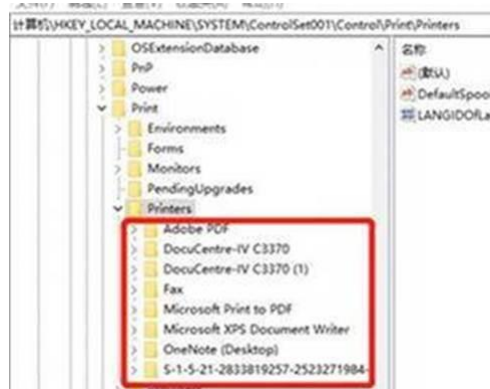 计算机\HKEY_LOCAL_MACHINE\SYSTEM\ControlSet001\Control\Print\Printers
OSExtensionDatabase
名称
PnP
(默认)
Power
DefaultSpoo
Print
LANGIDOfLa
Environments
Forms
Monitors
PendingUpgrades
Printers
Adobe PDF
DocuCentre-IV C3370
DocuCentre-IV C3370 (1)
Fax
Microsoft Print to PDF
Microsoft XPS Document Writer
OneNote (Desktop)
S-1-5-21-2833819257-2523271984-